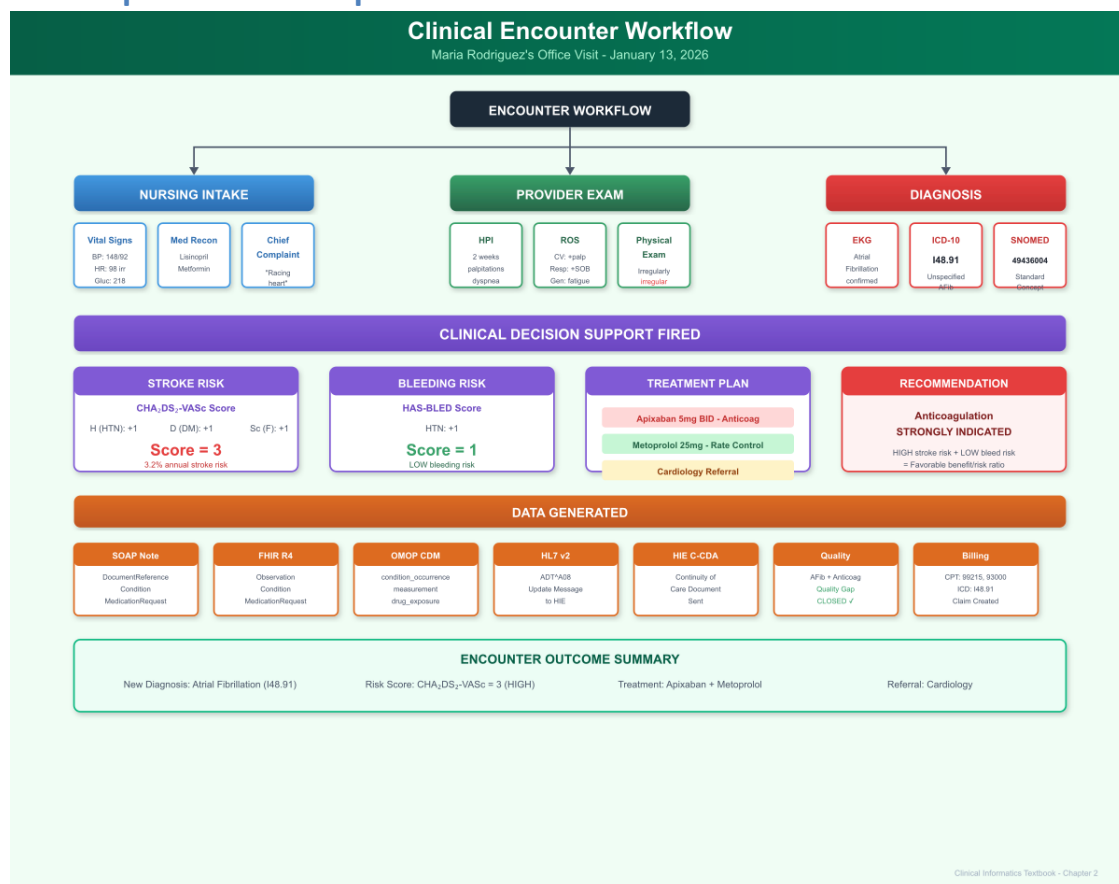 Clinical Encounter Workflow
Maria Rodriguez's Office Visit - January 13, 2026
ENCOUNTER WORKFLOW
NURSING INTAKE
Vital Signs
BP: 148/92
HR: 98 irr
Gluc: 218
Med Recon
Lisinopril
Metformin
Chief
Complaint
"Racing
heart"
PROVIDER EXAM
HPI
2 weeks
palpitations
dyspnea
ROS
CV: +palp
Resp: +SOB
Gen: fatigue
Physical
Exam
Irregularly
irregular
DIAGNOSIS
EKG
Atrial
Fibrillation
confirmed
ICD-10
I48.91
Unspecified
AFib
SNOMED
49436004
Standard
Concept
CLINICAL DECISION SUPPORT FIRED
STROKE RISK
CHA₂DS₂-VASc Score
H (HTN): +1 D (DM): +1 Sc (F): +1
Score = 3
3.2% annual stroke risk
BLEEDING RISK
HAS-BLED Score
HTN: +1
Score = 1
LOW bleeding risk
TREATMENT PLAN
Apixaban 5mg BID - Anticoag
Metoprolol 25mg - Rate Control
Cardiology Referral
RECOMMENDATION
Anticoagulation
STRONGLY INDICATED
HIGH stroke risk + LOW bleed risk
= Favorable benefit/risk ratio
DATA GENERATED
SOAP Note
DocumentReference
Condition
MedicationRequest
FHIR R4
Observation
Condition
MedicationRequest
OMOP CDM
condition_occurrence
measurement
drug_exposure
HL7 v2
ADT^A08
Update Message
to HIE
HIE C-CDA
Continuity of
Care Document
Sent
Quality
AFib + Anticoag
Quality Gap
CLOSED ✓
Billing
CPT: 99215, 93000
ICD: I48.91
Claim Created
ENCOUNTER OUTCOME SUMMARY
New Diagnosis: Atrial Fibrillation (I48.91) Risk Score: CHA₂DS₂-VASc = 3 (HIGH) Treatment: Apixaban + Metoprolol Referral: Cardiology
Clinical Informatics Textbook - Chapter 2